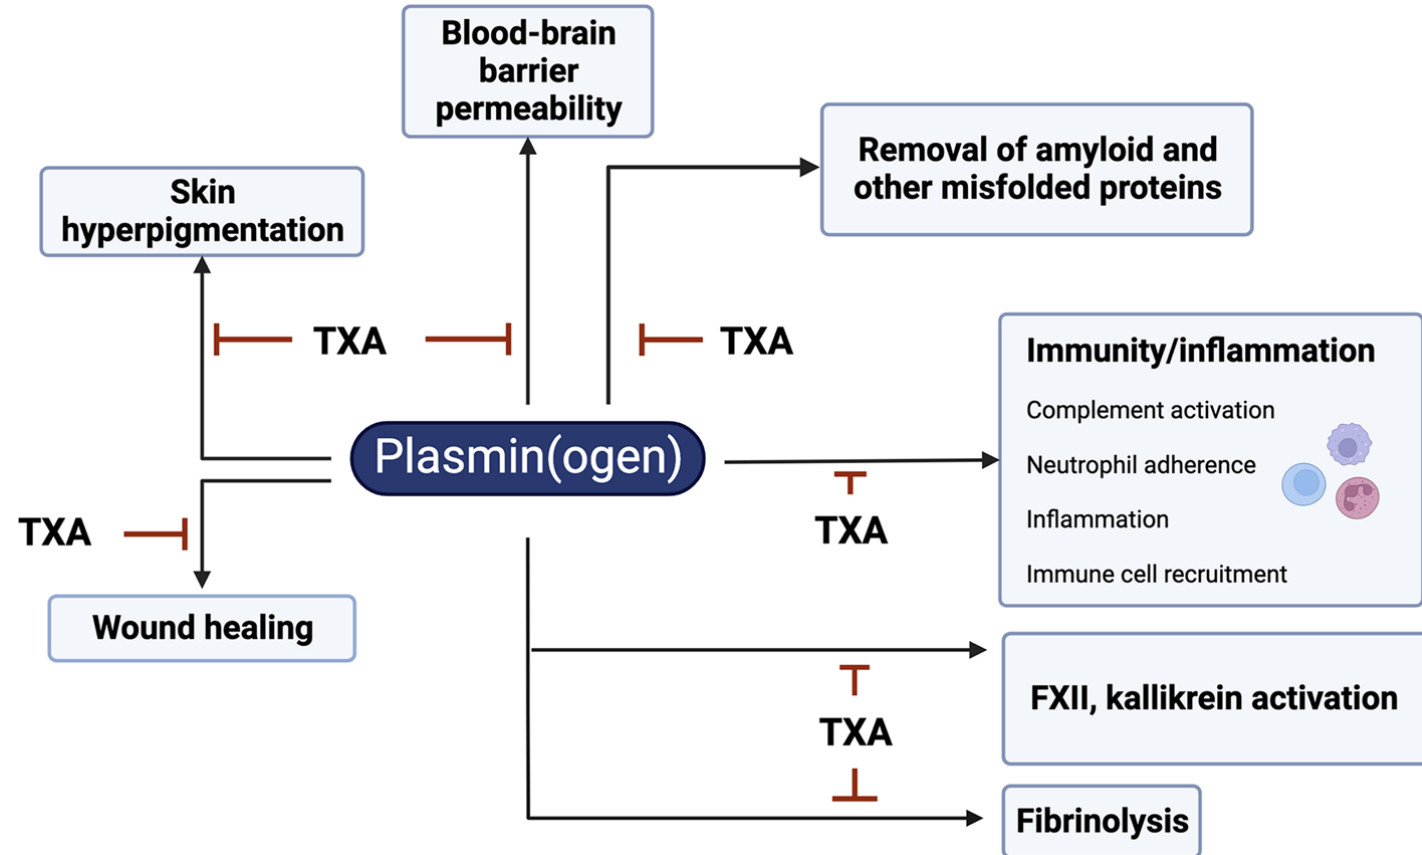 Blood-brain
barrier
permeability
Removal of amyloid and
other misfolded proteins
Skin
hyperpigmentation
TXA
TXA
Immunity/inflammation
Complement activation
Neutrophil adherence
Inflammation
Immune cell recruitment
Plasmin(ogen)
TXA
TXA
Wound healing
FXII, kallikrein activation
TXA
Fibrinolysis